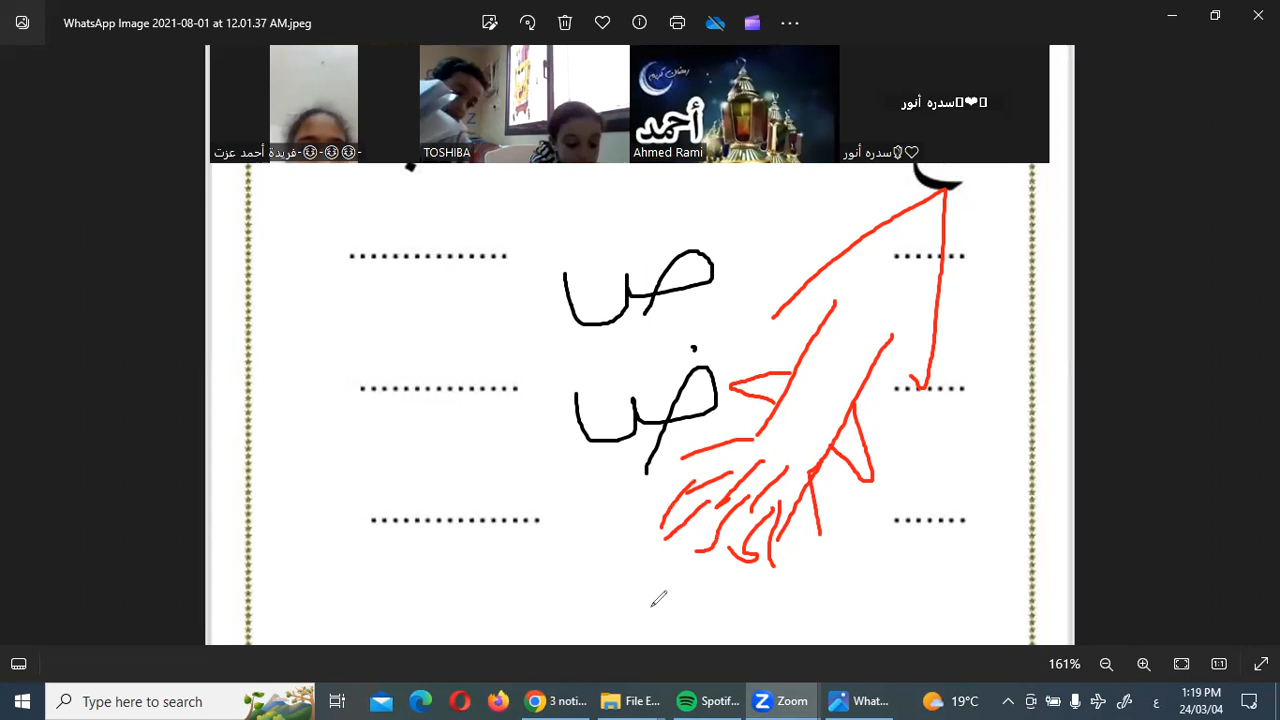 WhatsApp Image 2021-08-01 at 12.01.37 AM.jpeg
رمضان كريم
أحمد
سدره أنور
فريدة أحمد عزت
TOSHIBA
Ahmed Rami
سدره أنور
ص
ض
161%
Type here to search
3 noti...
File E...
Spotif...
Zoom
What...
19°C
ع
1:19 PM
24/03/04